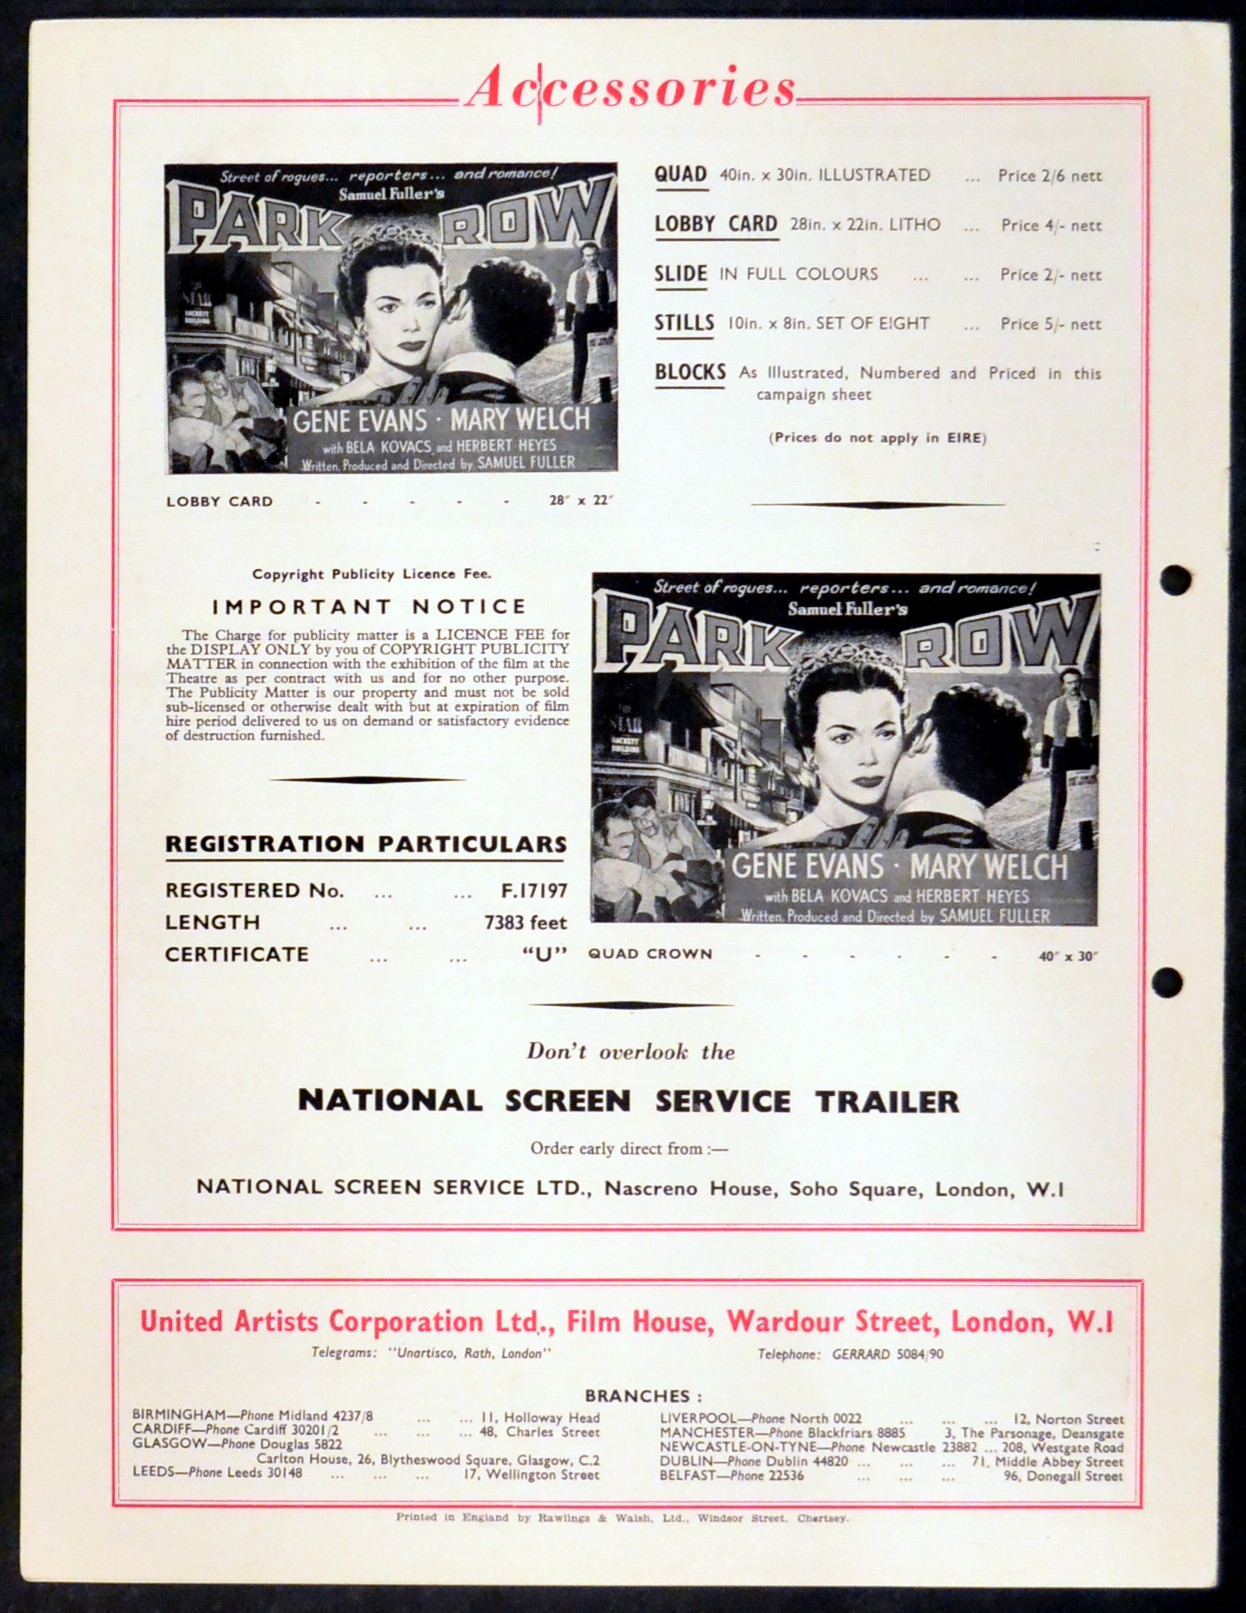 Accessories
Street of rogues... reporters... and romance!
Samuel Fuller's
PARK ROW
THE
STAR
HACKETT
BUILDING
GENE EVANS · MARY WELCH
with BELA KOVACS and HERBERT HEYES
Written, Produced and Directed by SAMUEL FULLER
LOBBY CARD - - - - - 28″ x 22″
QUAD 40in. x 30in. ILLUSTRATED ... Price 2/6 nett
LOBBY CARD 28in. x 22in. LITHO ... Price 4/- nett
SLIDE IN FULL COLOURS ... ... Price 2/- nett
STILLS 10in. x 8in. SET OF EIGHT ... Price 5/- nett
BLOCKS As Illustrated, Numbered and Priced in this
campaign sheet
(Prices do not apply in EIRE)
Copyright Publicity Licence Fee.
IMPORTANT NOTICE
The Charge for publicity matter is a LICENCE FEE for
the DISPLAY ONLY by you of COPYRIGHT PUBLICITY
MATTER in connection with the exhibition of the film at the
Theatre as per contract with us and for no other purpose.
The Publicity Matter is our property and must not be sold
sub-licensed or otherwise dealt with but at expiration of film
hire period delivered to us on demand or satisfactory evidence
of destruction furnished.
REGISTRATION PARTICULARS
REGISTERED No. ... ... F.17197
LENGTH ... ... 7383 feet
CERTIFICATE ... ... “U”
Street of rogues... reporters... and romance!
Samuel Fuller's
PARK ROW
THE
STAR
HACKETT
BUILDING
GENE EVANS · MARY WELCH
with BELA KOVACS and HERBERT HEYES
Written, Produced and Directed by SAMUEL FULLER
QUAD CROWN - - - - - - 40″ x 30″
Don't overlook the
NATIONAL SCREEN SERVICE TRAILER
Order early direct from :—
NATIONAL SCREEN SERVICE LTD., Nascreno House, Soho Square, London, W.1
United Artists Corporation Ltd., Film House, Wardour Street, London, W.1
Telegrams: "Unartisco, Rath, London"
Telephone: GERRARD 5084/90
BRANCHES :
BIRMINGHAM—Phone Midland 4237/8 ... ... 11, Holloway Head
CARDIFF—Phone Cardiff 30201/2 ... ... ... 48, Charles Street
GLASGOW—Phone Douglas 5822
Carlton House, 26, Blytheswood Square, Glasgow, C.2
LEEDS—Phone Leeds 30148 ... ... ... 17, Wellington Street
LIVERPOOL—Phone North 0022 ... ... ... 12, Norton Street
MANCHESTER—Phone Blackfriars 8885 3, The Parsonage, Deansgate
NEWCASTLE-ON-TYNE—Phone Newcastle 23882 ... 208, Westgate Road
DUBLIN—Phone Dublin 44820 ... ... ... 71, Middle Abbey Street
BELFAST—Phone 22536 ... ... ... 96, Donegall Street
Printed in England by Rawlings & Walsh, Ltd., Windsor Street, Chertsey.